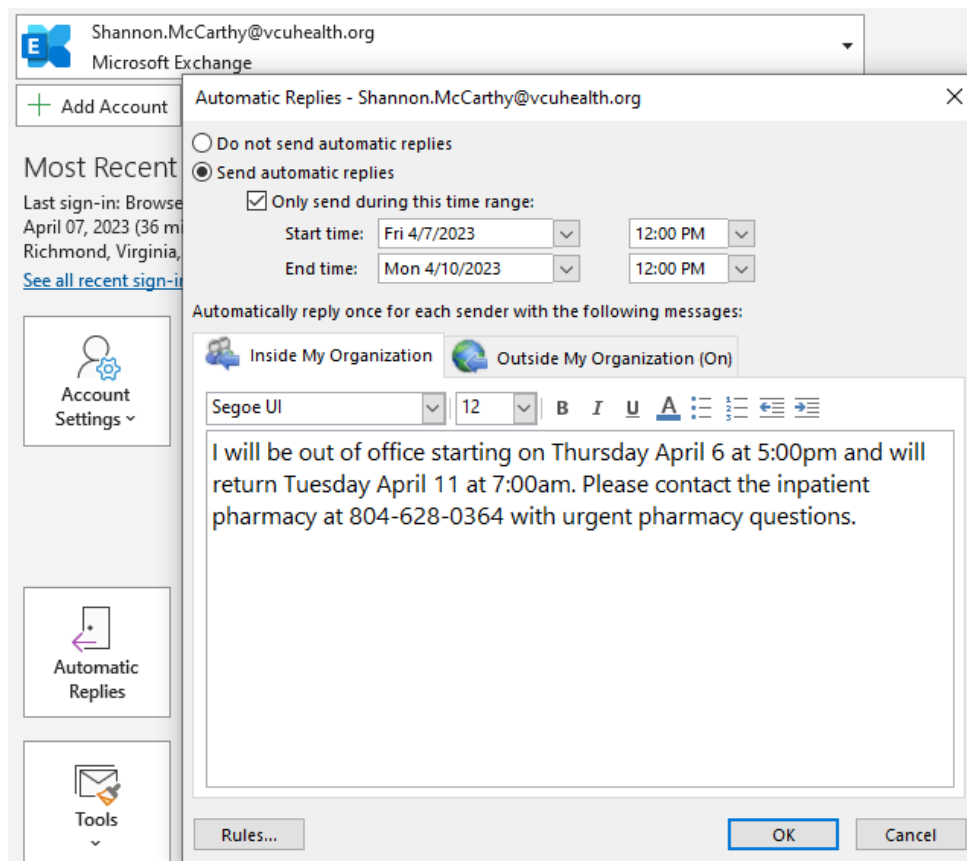 E
Shannon.McCarthy@vcuhealth.org
Microsoft Exchange
Add Account
Automatic Replies - Shannon.McCarthy@vcuhealth.org
Do not send automatic replies
Send automatic replies
Only send during this time range:
Start time: Fri 4/7/2023 12:00 PM
End time: Mon 4/10/2023 12:00 PM
Automatically reply once for each sender with the following messages:
Inside My Organization Outside My Organization (On)
Segoe UI 12 B I U A
I will be out of office starting on Thursday April 6 at 5:00pm and will
return Tuesday April 11 at 7:00am. Please contact the inpatient
pharmacy at 804-628-0364 with urgent pharmacy questions.
Rules... OK Cancel
Most Recent
Last sign-in: Browse
April 07, 2023 (36 mi
Richmond, Virginia,
See all recent sign-i
Account
Settings
Automatic
Replies
Tools